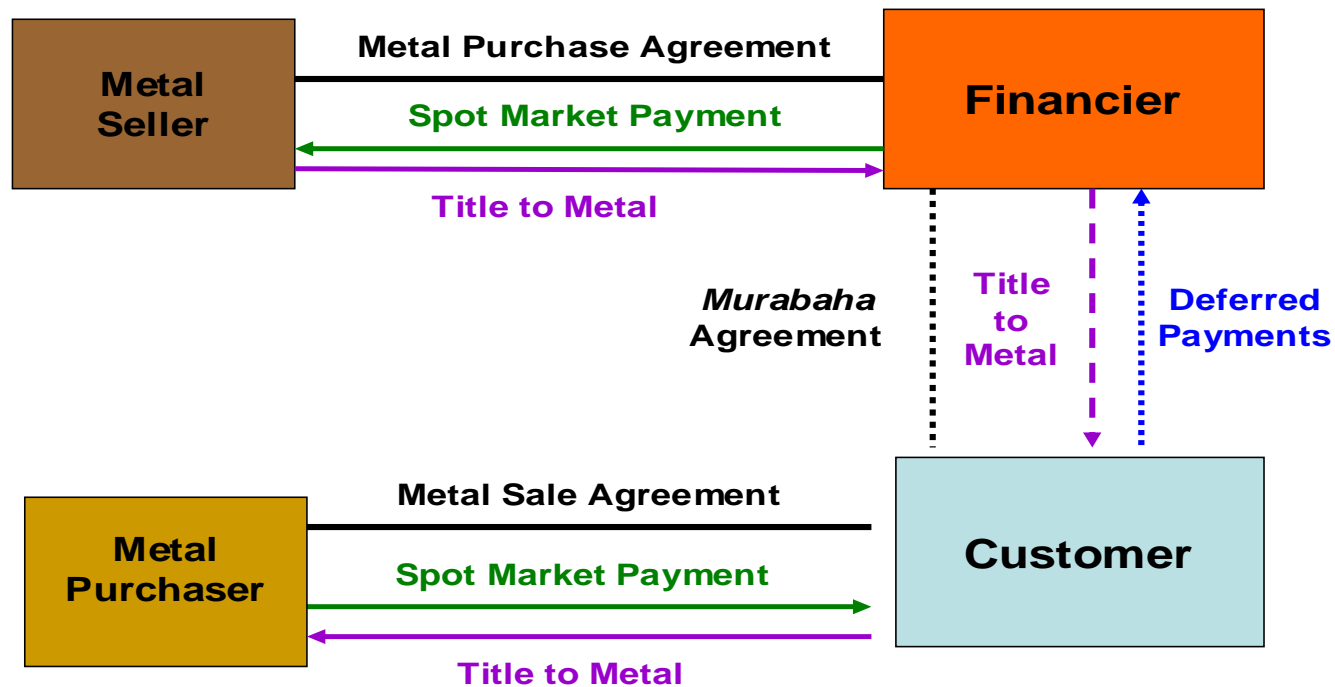 Metal Purchase Agreement
Metal
Seller
Financier
Spot Market Payment
Title to Metal
Murabaha
Agreement
Title
to
Metal
Deferred
Payments
Metal Sale Agreement
Metal
Purchaser
Customer
Spot Market Payment
Title to Metal